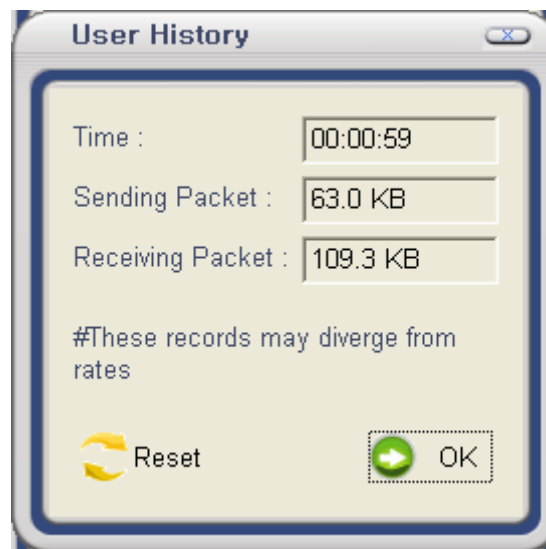 User History
Time : 00:00:59
Sending Packet : 63.0 KB
Receiving Packet : 109.3 KB
#These records may diverge from
rates
Reset OK